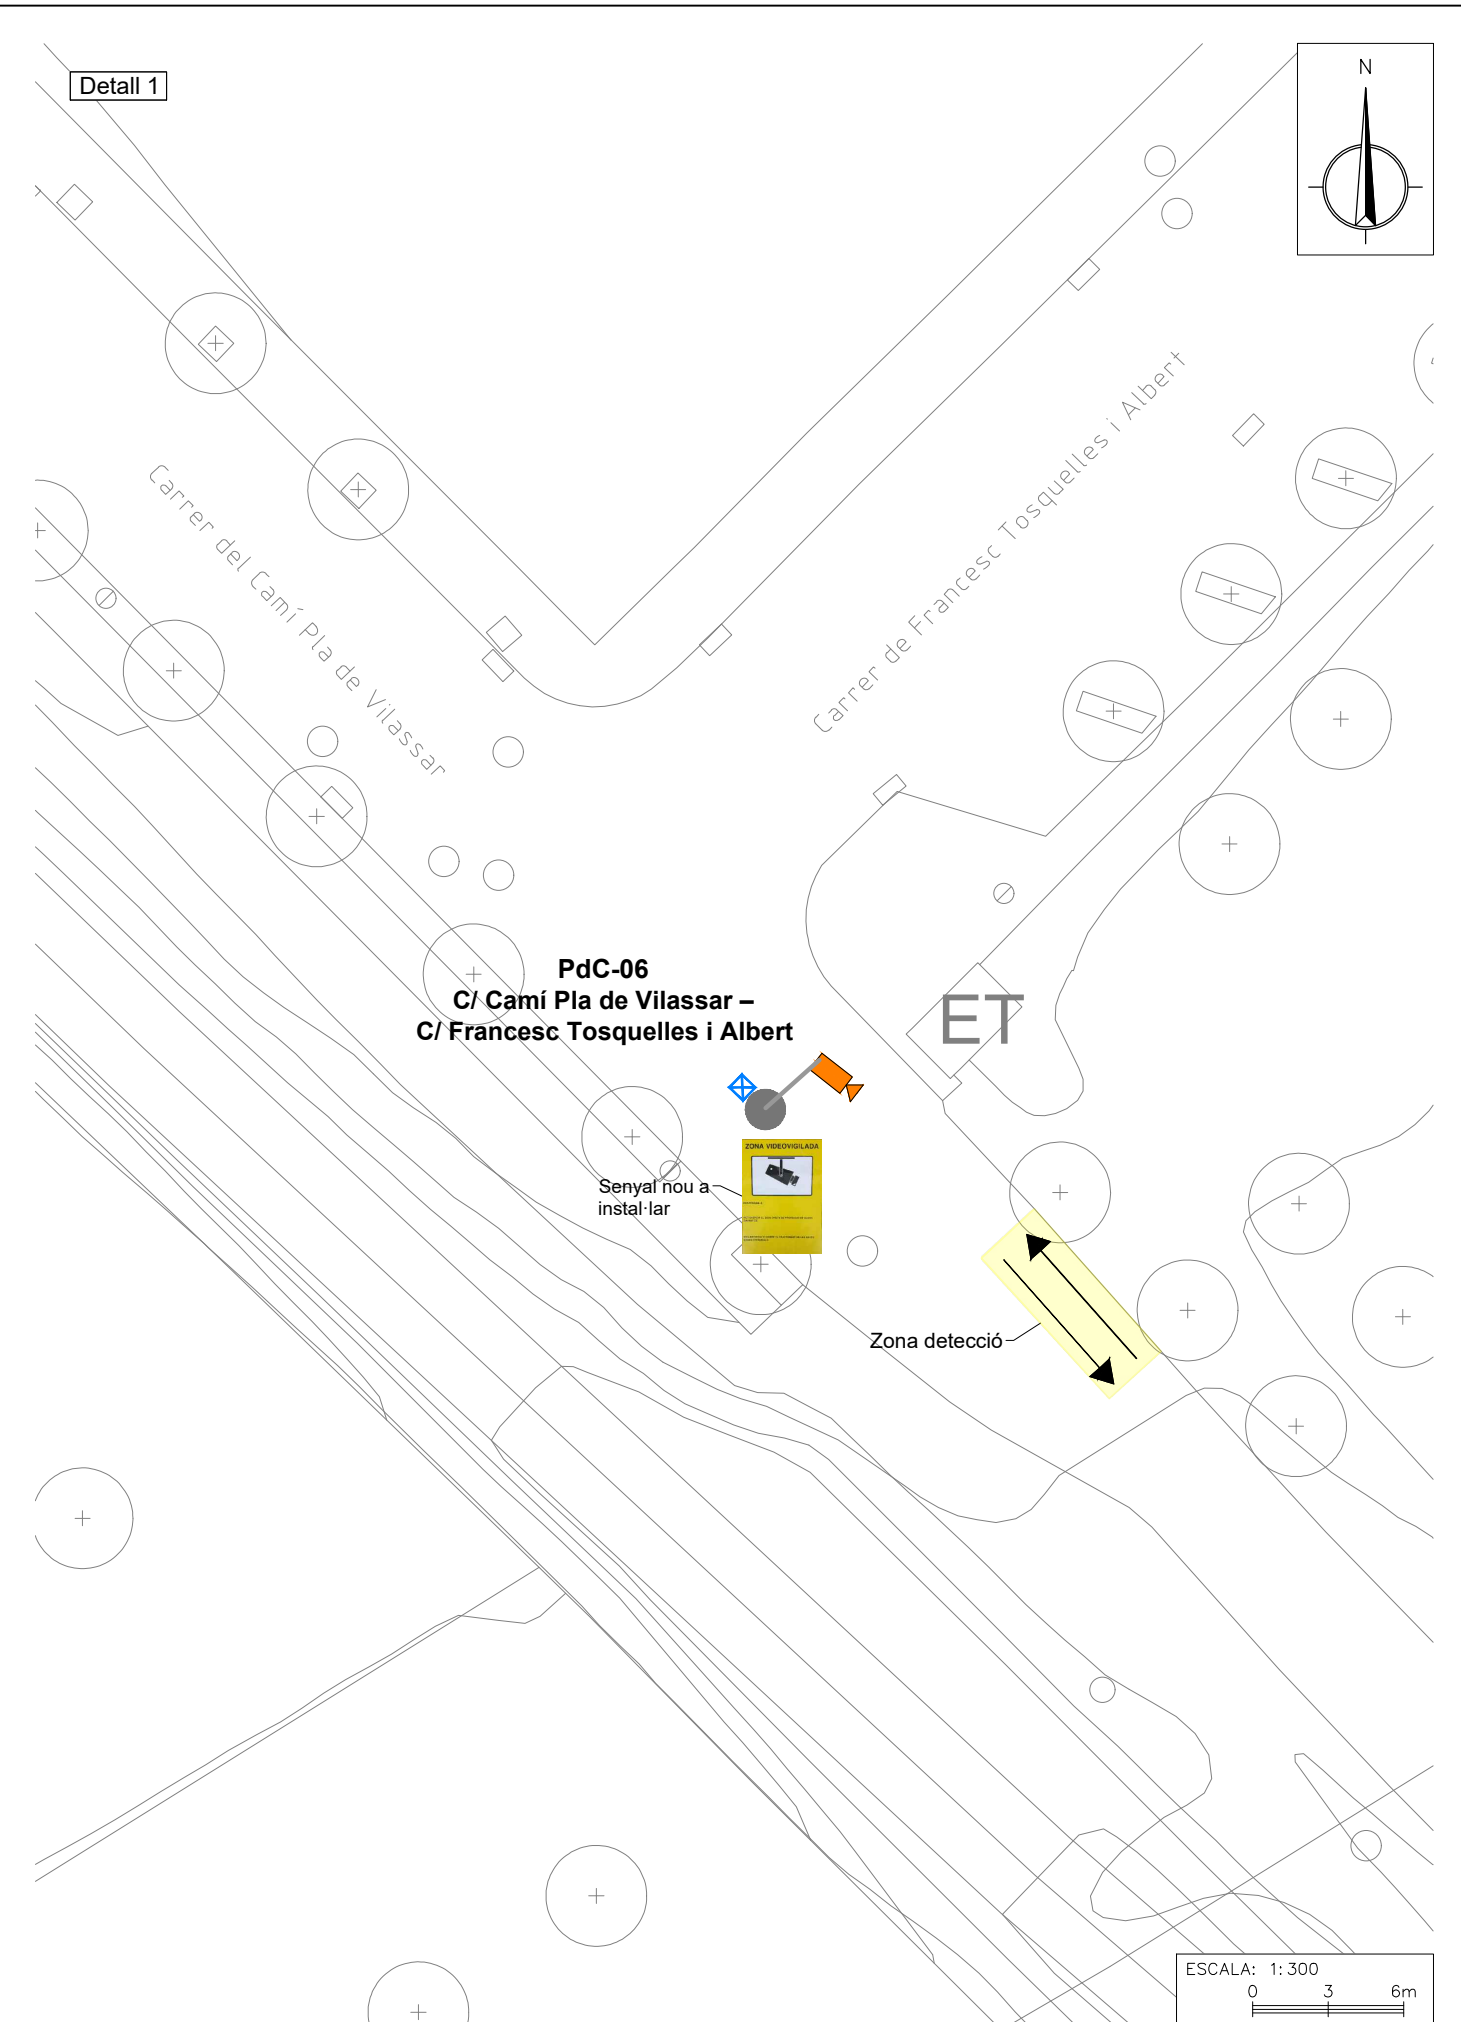 Detall 1
N
Carrer del Camí Pla de Vilassar
Carrer de Francesc Tosquelles i Albert
PdC-06
C/ Camí Pla de Vilassar –
C/ Francesc Tosquelles i Albert
ET
ZONA VIDEOVIGILADA
Senyal nou a
instal·lar
Zona detecció
ESCALA: 1:300
0 3 6m